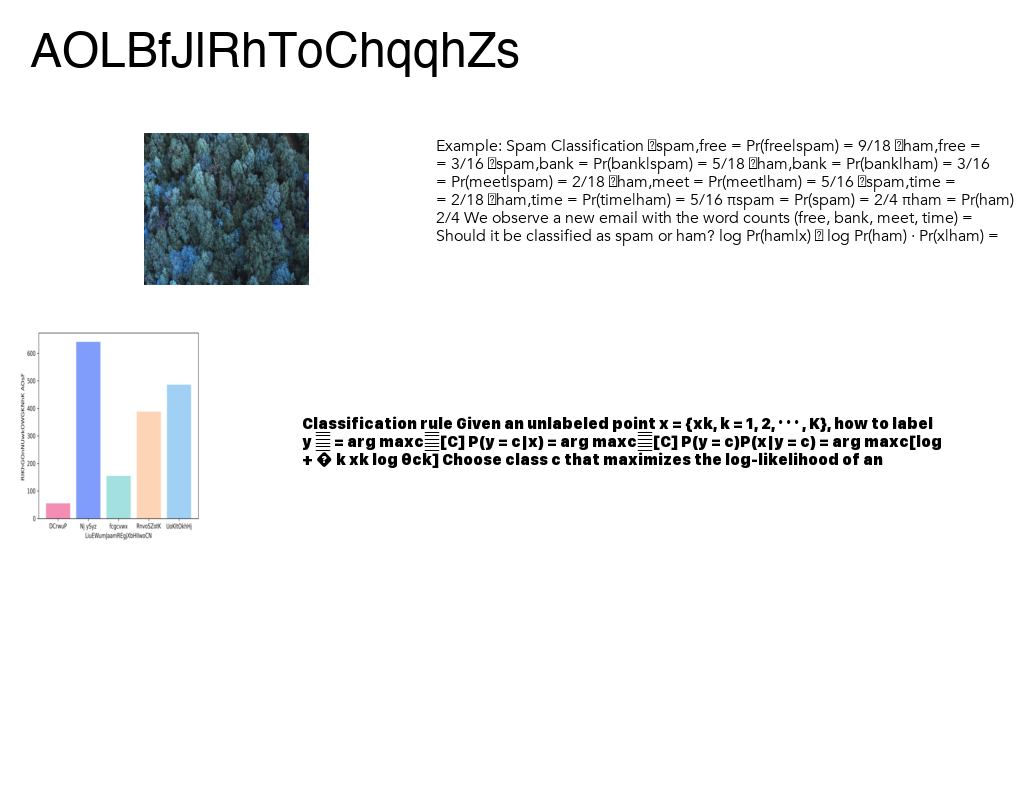 AOLBfJIRhToChqqhZs
Example: Spam Classification spam,free = Pr(free|spam) = 9/18 ham,free =
= 3/16 spam,bank = Pr(bank|spam) = 5/18 ham,bank = Pr(bank|ham) = 3/16
= Pr(meet|spam) = 2/18 ham,meet = Pr(meet|ham) = 5/16 spam,time =
= 2/18 ham,time = Pr(time|ham) = 5/16 πspam = Pr(spam) = 2/4 πham = Pr(ham)
2/4 We observe a new email with the word counts (free, bank, meet, time) =
Should it be classified as spam or ham? log Pr(ham|x) log Pr(ham) · Pr(x|ham) =
600
500
400
300
200
100
0
DCrwuP Nj ySyz fcgcvwx RnvoSZotK UoKltOkhHj
Classification rule Given an unlabeled point x = {xk, k = 1, 2, · · · , K}, how to label
y = arg maxc [C] P(y = c|x) = arg maxc [C] P(y = c)P(x|y = c) = arg maxc[log
+ � k xk log θck] Choose class c that maximizes the log-likelihood of an